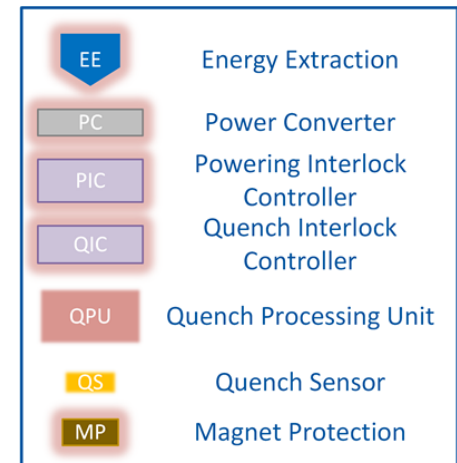 EE Energy Extraction
PC Power Converter
Powering Interlock
PIC
Controller
Quench Interlock
QIC
Controller
QPU Quench Processing Unit
QS Quench Sensor
MP Magnet Protection